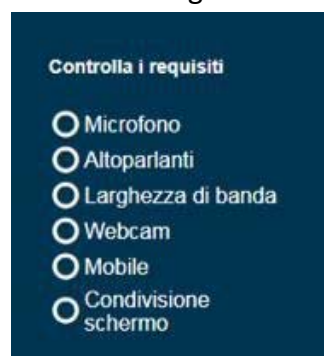 Controlla i requisiti
Microfono
Altoparlanti
Larghezza di banda
Webcam
Mobile
Condivisione
schermo